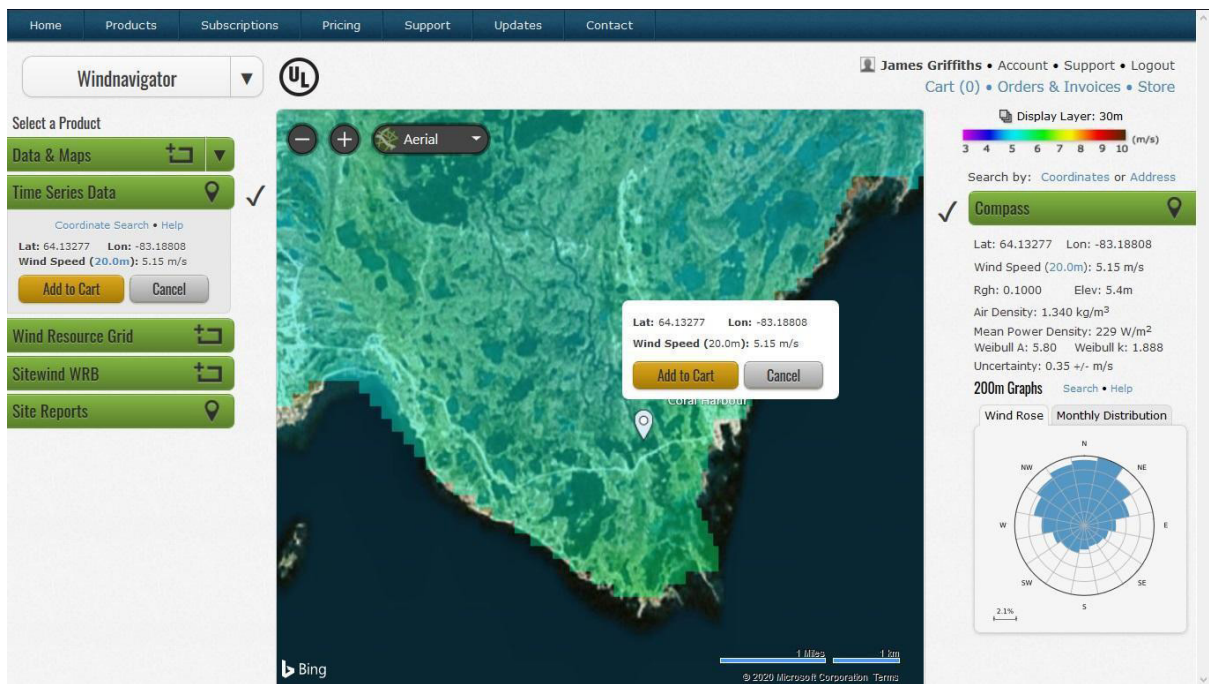 Home Products Subscriptions Pricing Support Updates Contact
Windnavigator
UL
James Griffiths • Account • Support • Logout
Cart (0) • Orders & Invoices • Store
Select a Product
Data & Maps
Time Series Data
Coordinate Search • Help
Lat: 64.13277 Lon: -83.18808
Wind Speed (20.0m): 5.15 m/s
Add to Cart Cancel
Wind Resource Grid
Sitewind WRB
Site Reports
Aerial
Lat: 64.13277 Lon: -83.18808
Wind Speed (20.0m): 5.15 m/s
Add to Cart Cancel
Coral Harbour
Bing
1 Miles 1 km
© 2020 Microsoft Corporation Terms
Display Layer: 30m
3 4 5 6 7 8 9 10 (m/s)
Search by: Coordinates or Address
Compass
Lat: 64.13277 Lon: -83.18808
Wind Speed (20.0m): 5.15 m/s
Rgh: 0.1000 Elev: 5.4m
Air Density: 1.340 kg/m³
Mean Power Density: 229 W/m²
Weibull A: 5.80 Weibull k: 1.888
Uncertainty: 0.35 +/- m/s
200m Graphs Search • Help
Wind Rose Monthly Distribution
N
NW NE
W E
SW SE
S
2.1%